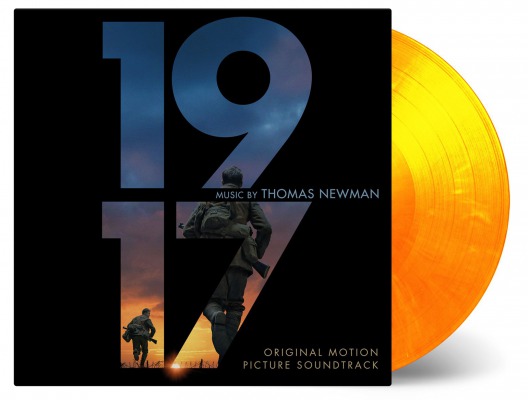 19
MUSIC BY THOMAS NEWMAN
17
ORIGINAL MOTION
PICTURE SOUNDTRACK